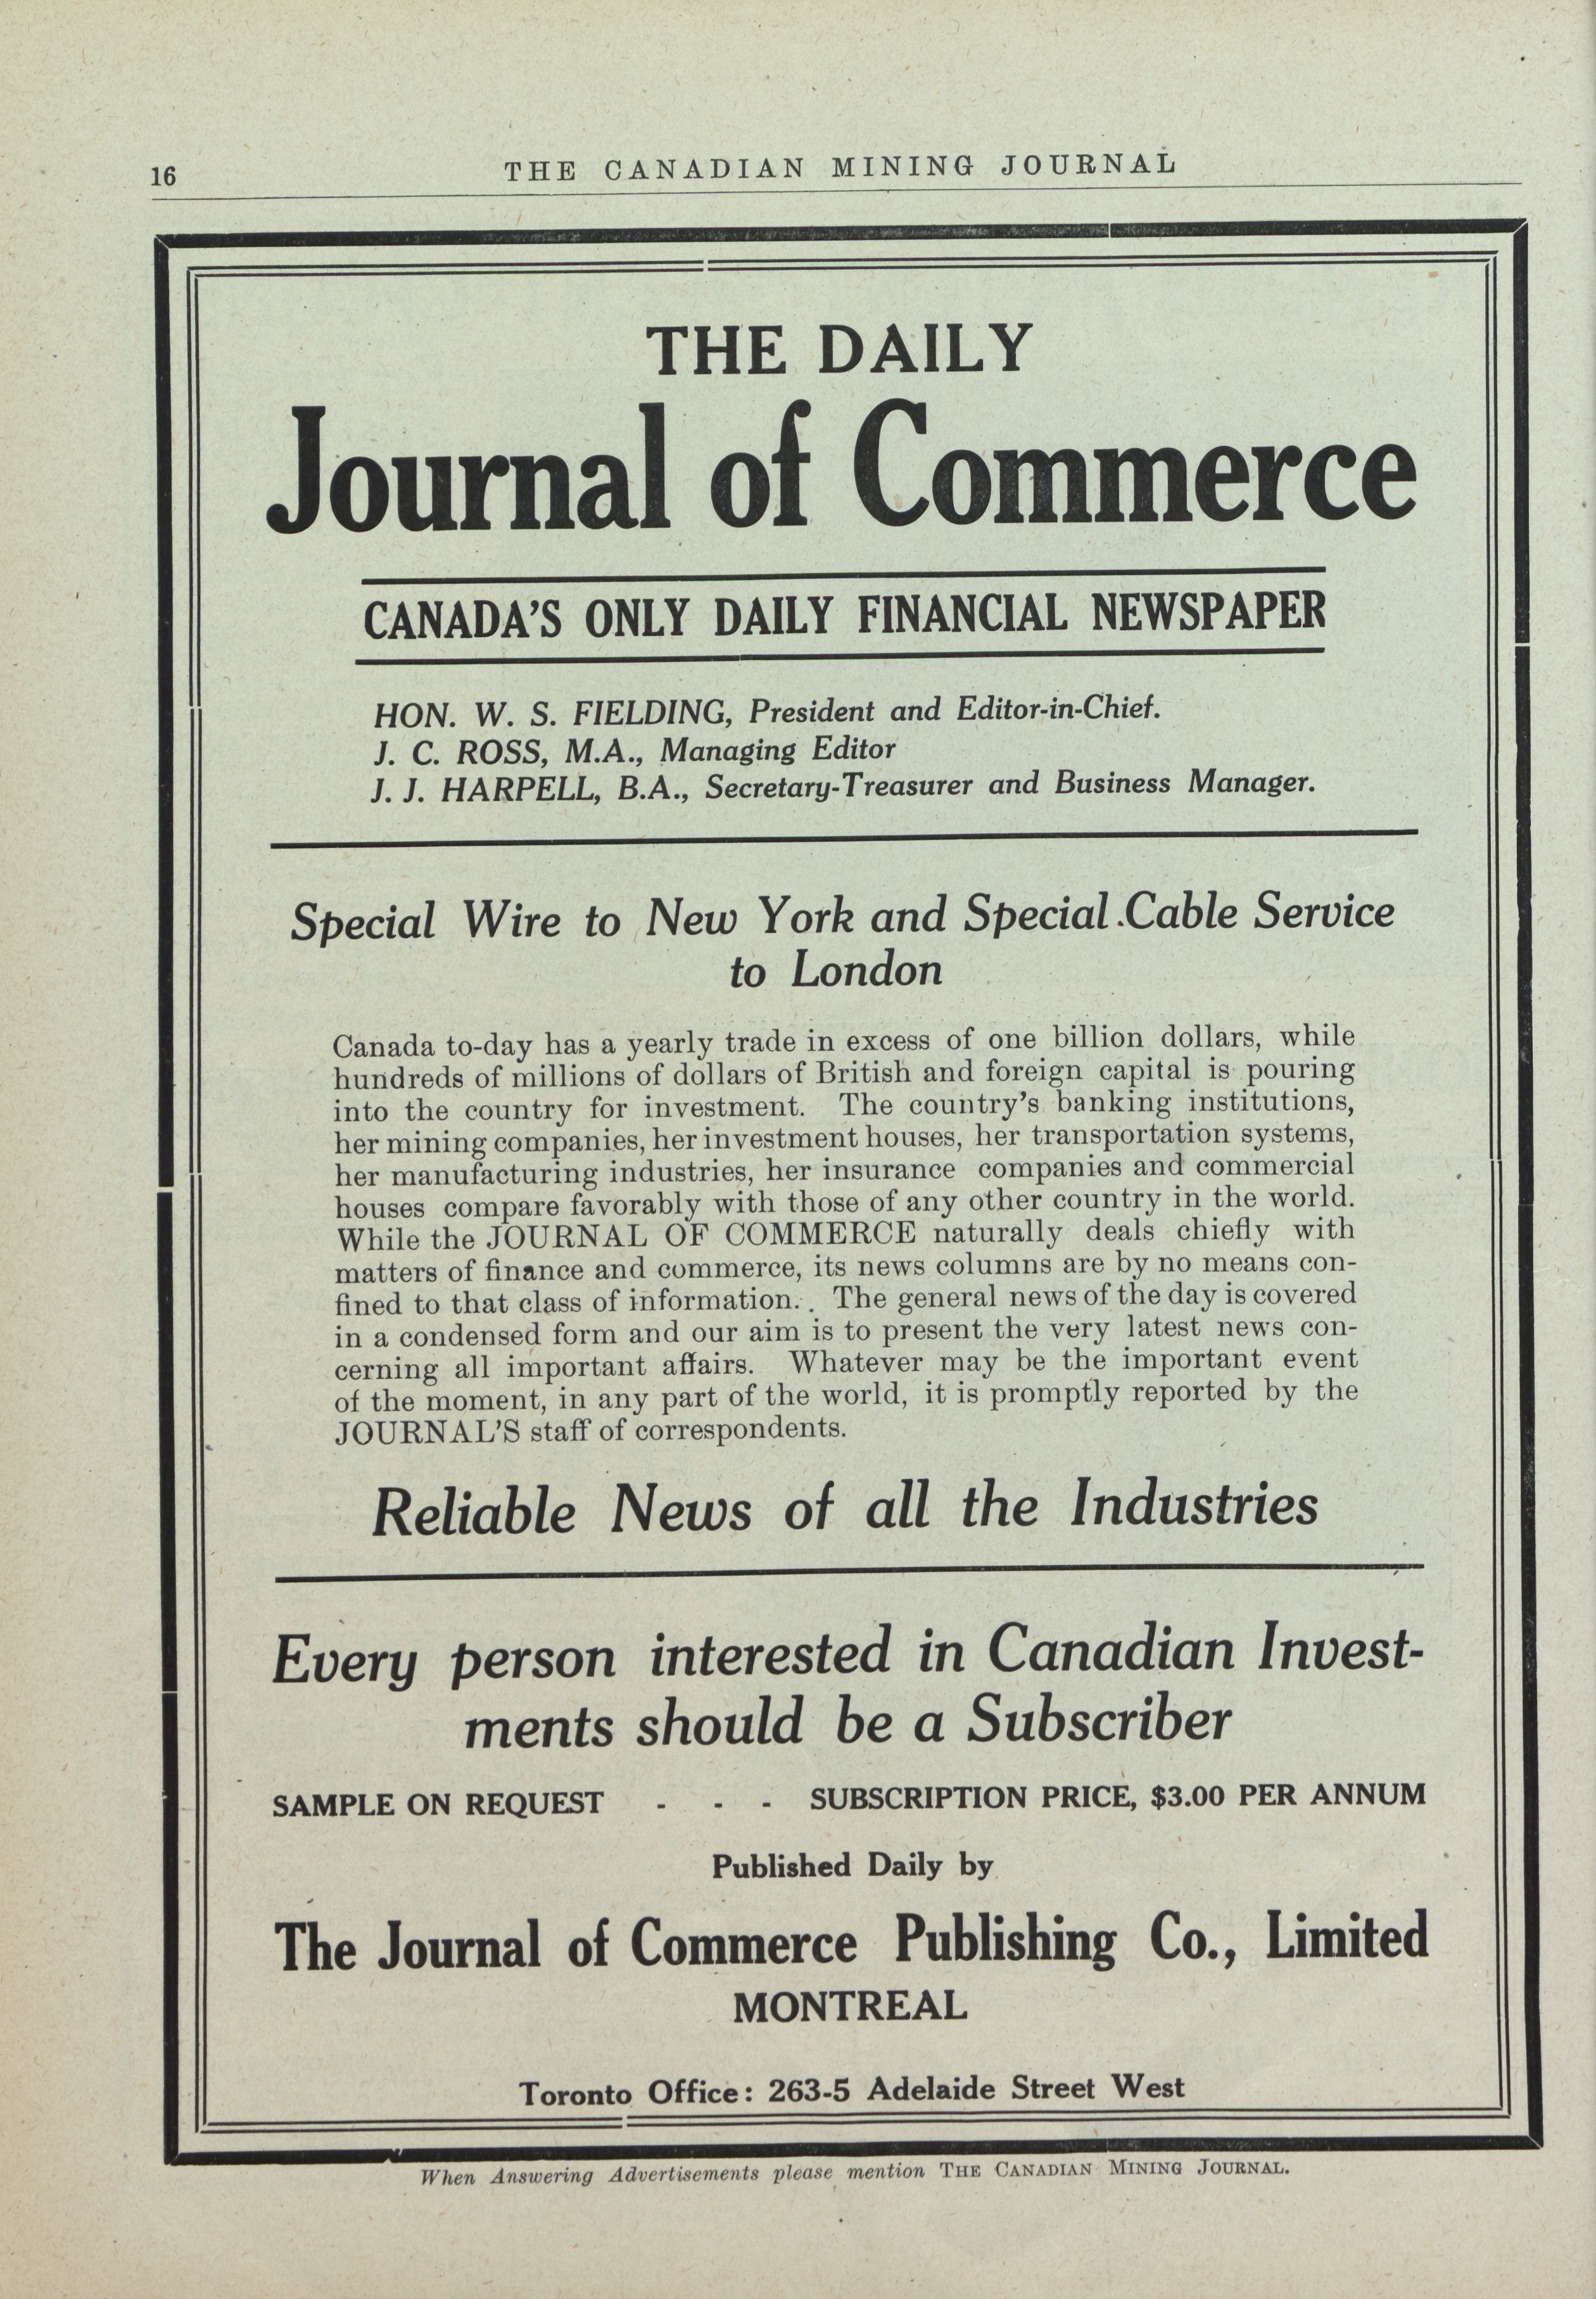 16
THE CANADIAN MINING JOURNAL
THE DAILY
Journal of Commerce
CANADA'S ONLY DAILY FINANCIAL NEWSPAPER
HON. W. S. FIELDING, President and Editor-in-Chief.
J. C. ROSS, M.A., Managing Editor
J. J. HARPELL, B.A., Secretary-Treasurer and Business Manager.
Special Wire to New York and Special Cable Service
to London
Canada to-day has a yearly trade in excess of one billion dollars, while
hundreds of millions of dollars of British and foreign capital is pouring
into the country for investment. The country's banking institutions,
her mining companies, her investment houses, her transportation systems,
her manufacturing industries, her insurance companies and commercial
houses compare favorably with those of any other country in the world.
While the JOURNAL OF COMMERCE naturally deals chiefly with
matters of finance and commerce, its news columns are by no means con-
fined to that class of information. The general news of the day is covered
in a condensed form and our aim is to present the very latest news con-
cerning all important affairs. Whatever may be the important event
of the moment, in any part of the world, it is promptly reported by the
JOURNAL'S staff of correspondents.
Reliable News of all the Industries
Every person interested in Canadian Invest-
ments should be a Subscriber
SAMPLE ON REQUEST - - - SUBSCRIPTION PRICE, $3.00 PER ANNUM
Published Daily by
The Journal of Commerce Publishing Co., Limited
MONTREAL
Toronto Office: 263-5 Adelaide Street West
When Answering Advertisements please mention THE CANADIAN MINING JOURNAL.